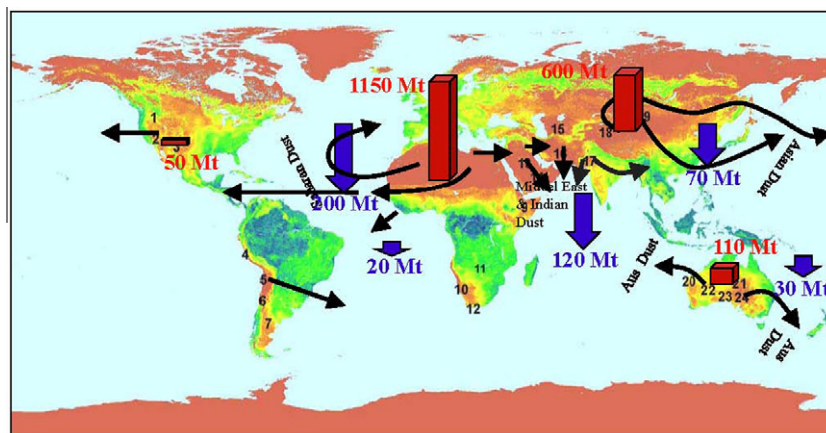 600 Mt
1150 Mt
1
2
3
50 Mt
15
18
9
16
17
Asian Dust
70 Mt
200 Mt
Middel East
& Indian
Dust
4
20 Mt
120 Mt
110 Mt
Aus Dust
11
5
10
20
22
21
30 Mt
6
12
23
24
7
Aus
Dust